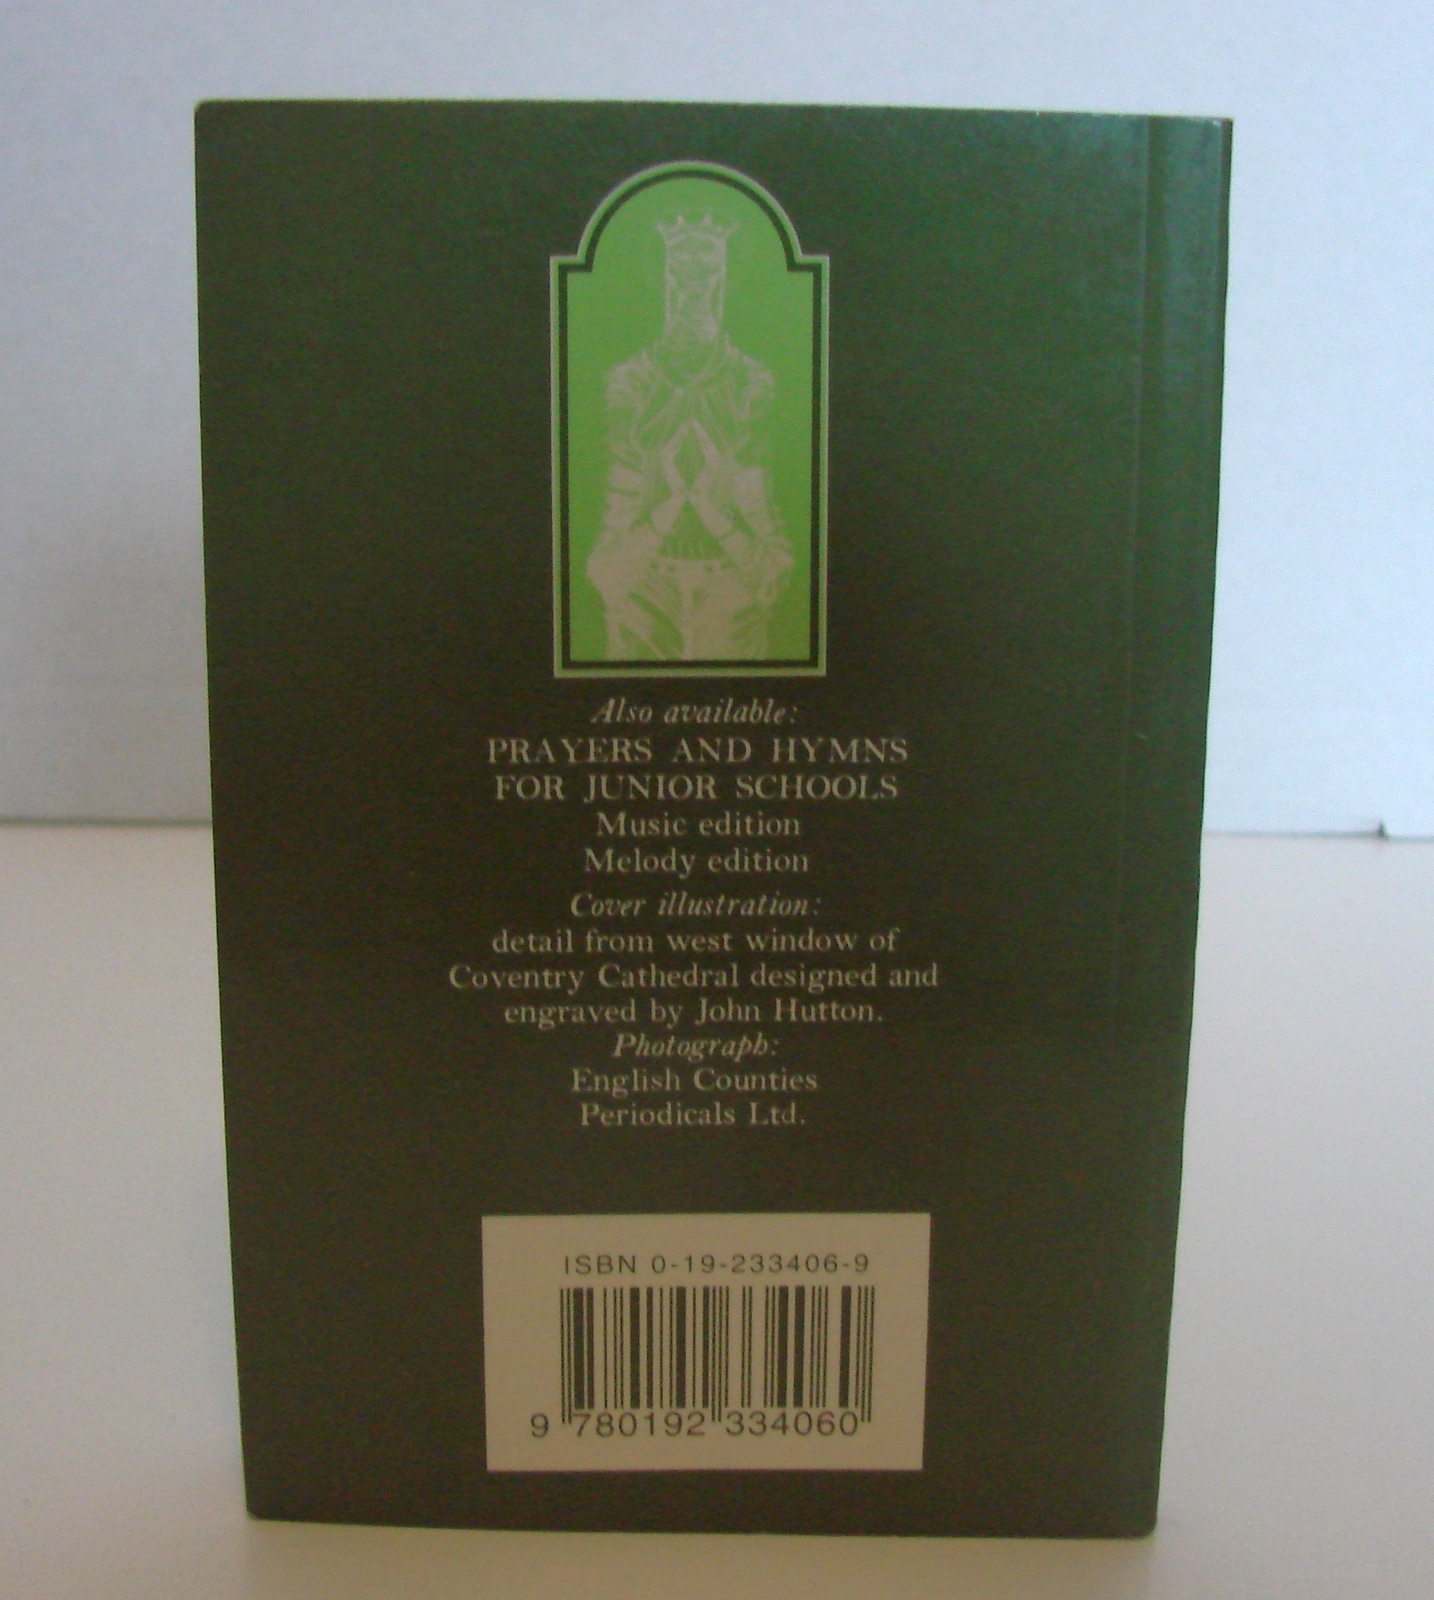 Also available:
PRAYERS AND HYMNS
FOR JUNIOR SCHOOLS
Music edition
Melody edition
Cover illustration:
detail from west window of
Coventry Cathedral designed and
engraved by John Hutton.
Photograph:
English Counties
Periodicals Ltd.
ISBN 0-19-233406-9
9 780192 334060